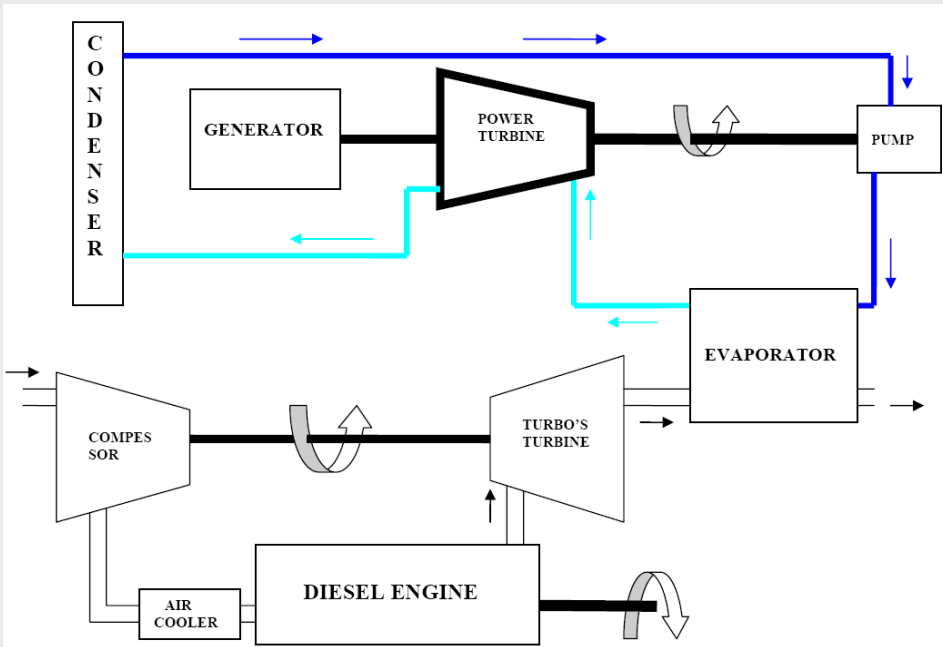 C
O
N
D
E
N
S
E
R
GENERATOR
POWER
TURBINE
PUMP
EVAPORATOR
COMPES
SOR
TURBO'S
TURBINE
DIESEL ENGINE
AIR
COOLER